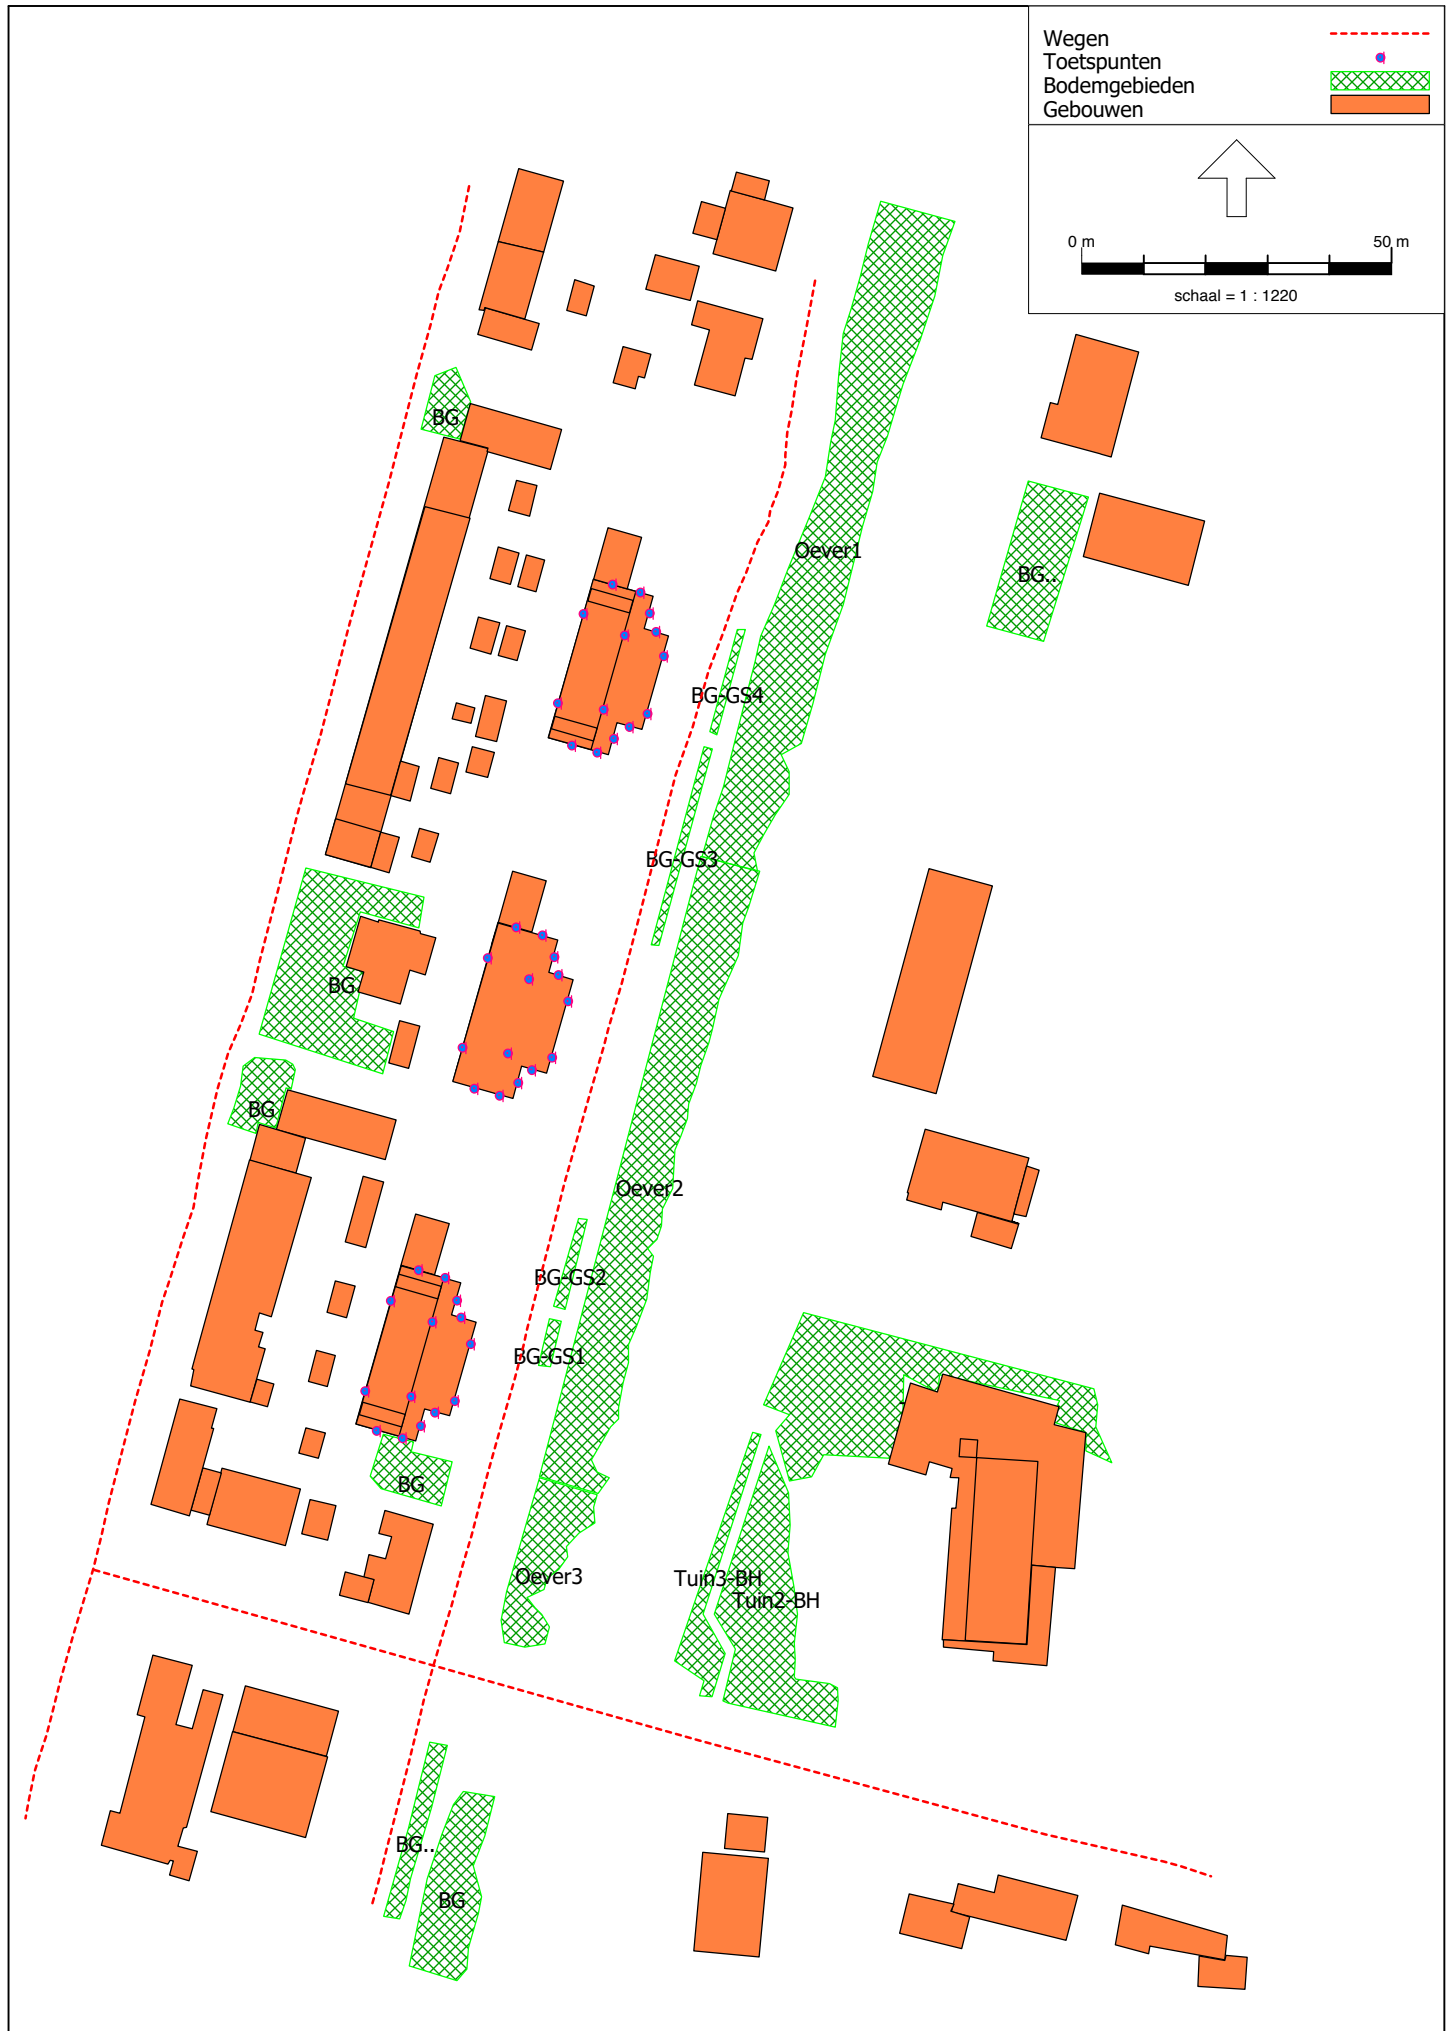 Wegen
Toetspunten
Bodemgebieden
Gebouwen
0 m 50 m
schaal = 1 : 1220
BG
Oever1
BG..
BG-GS4
BG-GS3
BG
BG
Oever2
BG-GS2
BG-GS1
BG
Oever3
Tuin3-BH
Tuin2-BH
BG..
BG